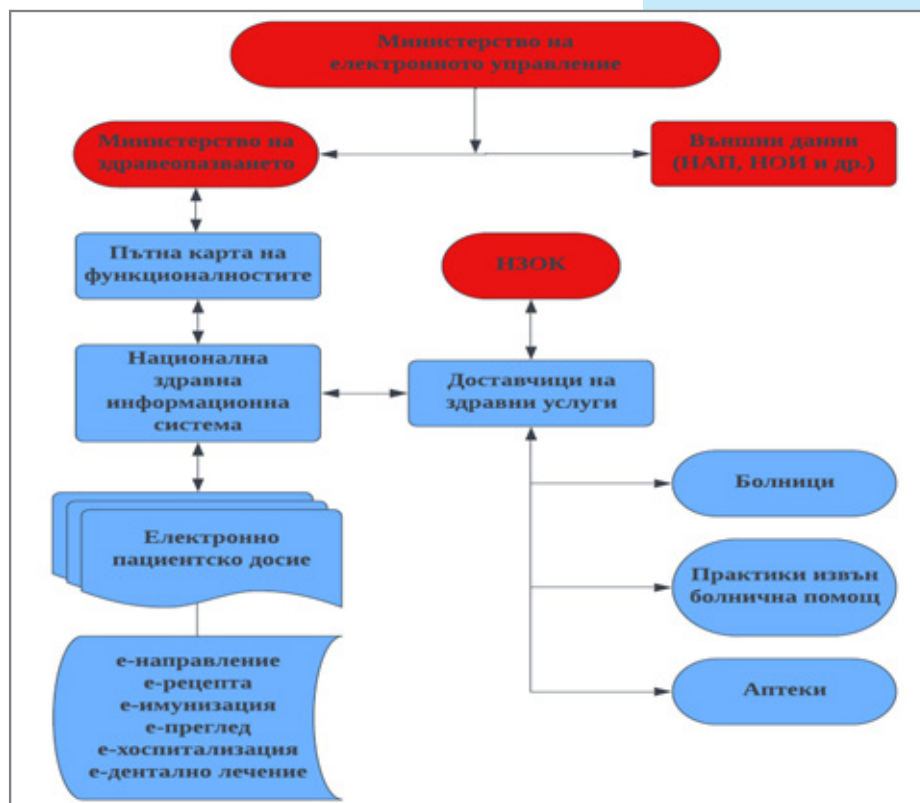 Министерство на
електронното управление
Министерство на
здравеопазването
Външни данни
(НАП, НОИ и др.)
Пътна карта на
функционалностите
НЗОК
Национална
здравна
информационна
система
Доставчици на
здравни услуги
Болници
Електронно
пациентско досие
Практики извън
болнична помощ
е-направление
е-рецепта
е-имунизация
е-преглед
е-хоспитализация
е-дентално лечение
Аптеки